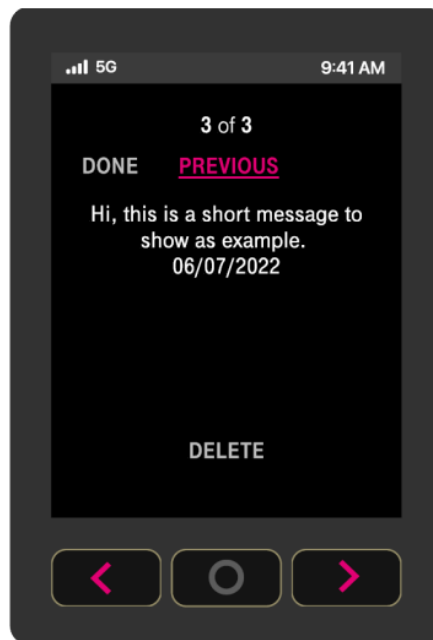 5G 9:41 AM
3 of 3
DONE PREVIOUS
Hi, this is a short message to
show as example.
06/07/2022
DELETE